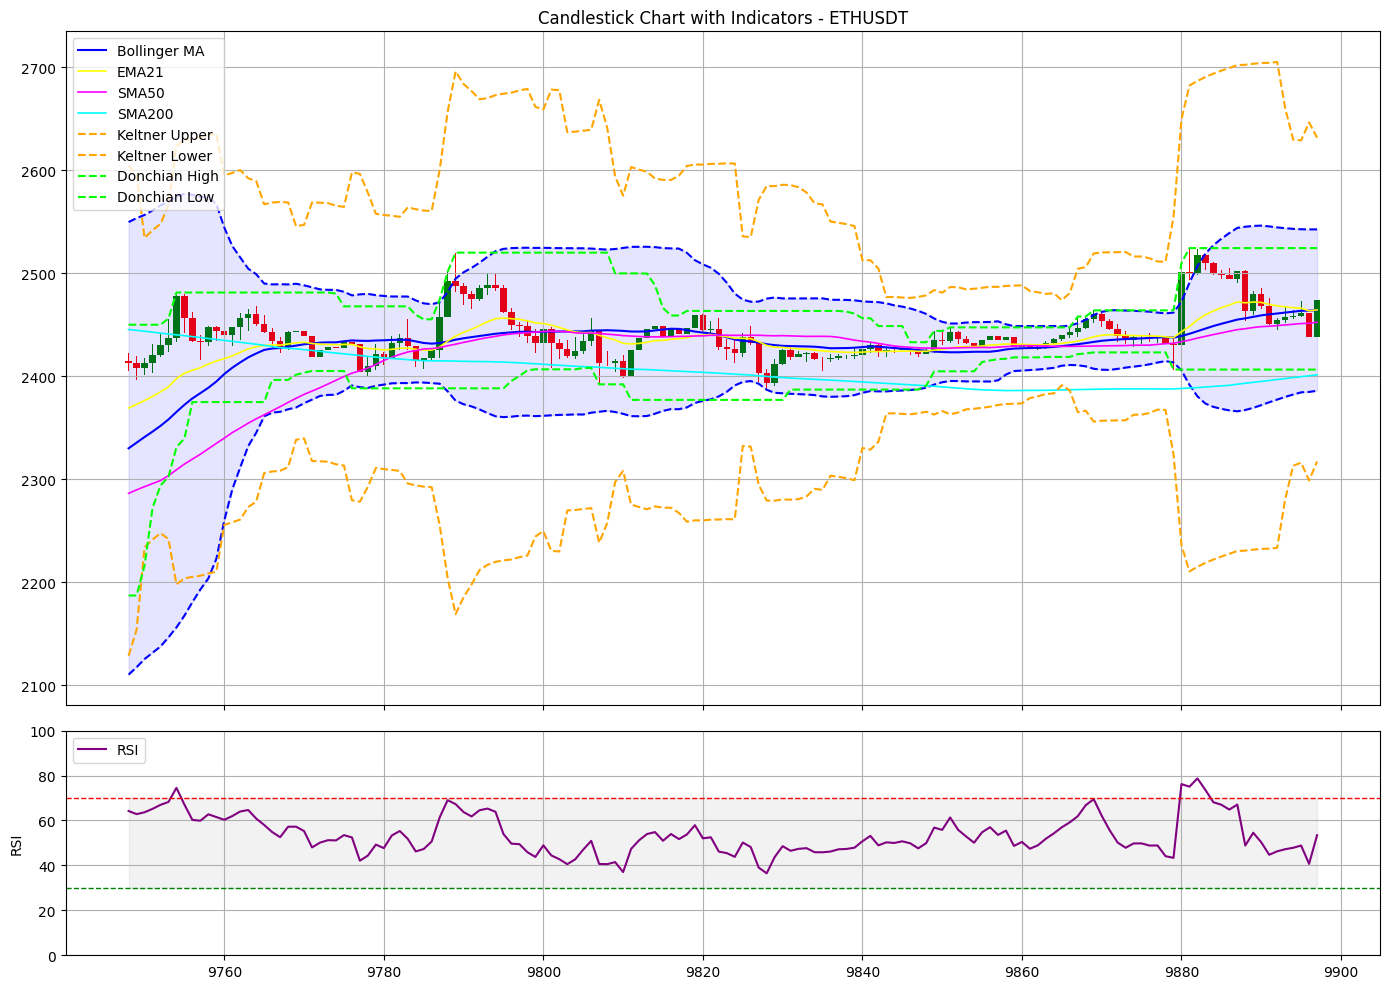 Candlestick Chart with Indicators - ETHUSDT
Bollinger MA
EMA21
SMA50
SMA200
Keltner Upper
Keltner Lower
Donchian High
Donchian Low
2700
2600
2500
2400
2300
2200
2100
RSI
100
80
60
40
20
0
RSI
9760
9780
9800
9820
9840
9860
9880
9900